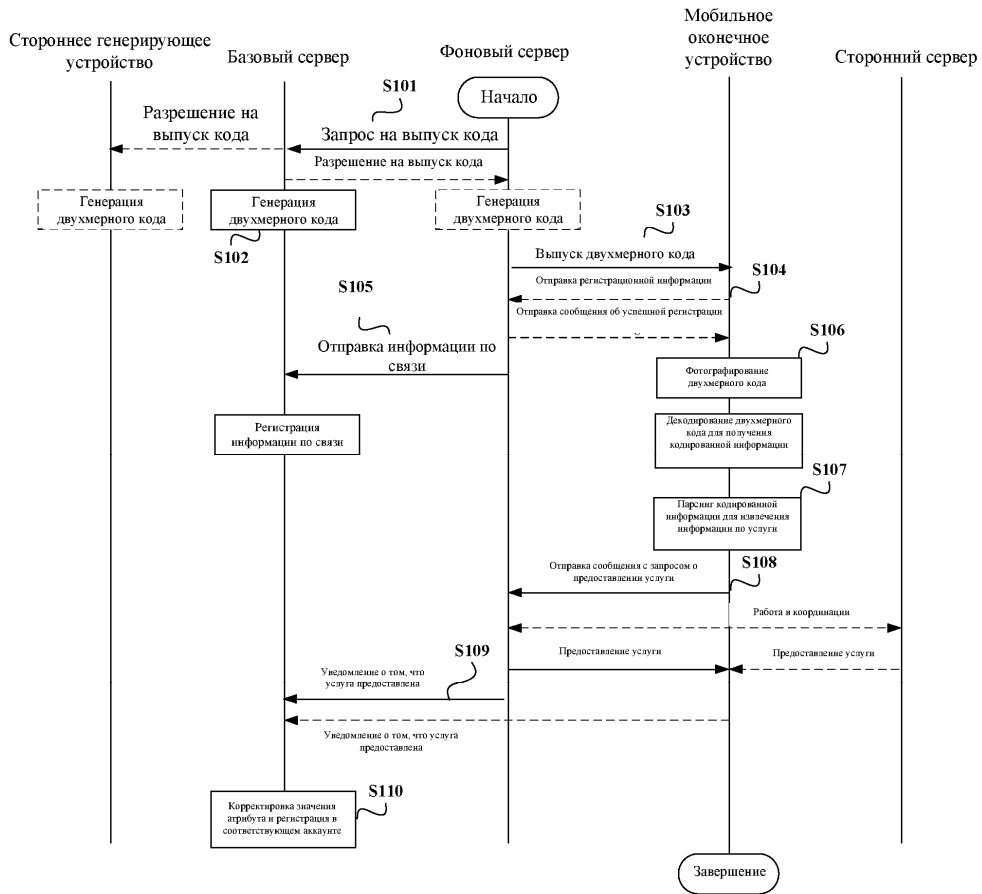 Стороннее генерирующее
устройство
Базовый сервер
Фоновый сервер
Мобильное
оконечное
устройство
Сторонний сервер
Начало
S101
Разрешение на
выпуск кода
Запрос на выпуск кода
Разрешение на выпуск кода
Генерация
двухмерного кода
Генерация
двухмерного кода
Генерация
двухмерного кода
S102
S103
Выпуск двухмерного кода
S104
Отправка регистрационной информации
S105
Отправка сообщения об успешной регистрации
Отправка информации по
связи
S106
Фотографирование
двухмерного кода
Регистрация
информации по связи
Декодирование двухмерного
кода для получения
кодированной информации
S107
Парсинг кодированной
информации для извлечения
информации по услуги
S108
Отправка сообщения с запросом о
предоставлении услуги
Работа в координации
S109
Предоставление услуги
Предоставление услуги
Уведомление о том, что
услуга предоставлена
Уведомление о том, что услуга
предоставлена
S110
Корректировка значения
атрибута и регистрация в
соответствующем аккаунте
Завершение